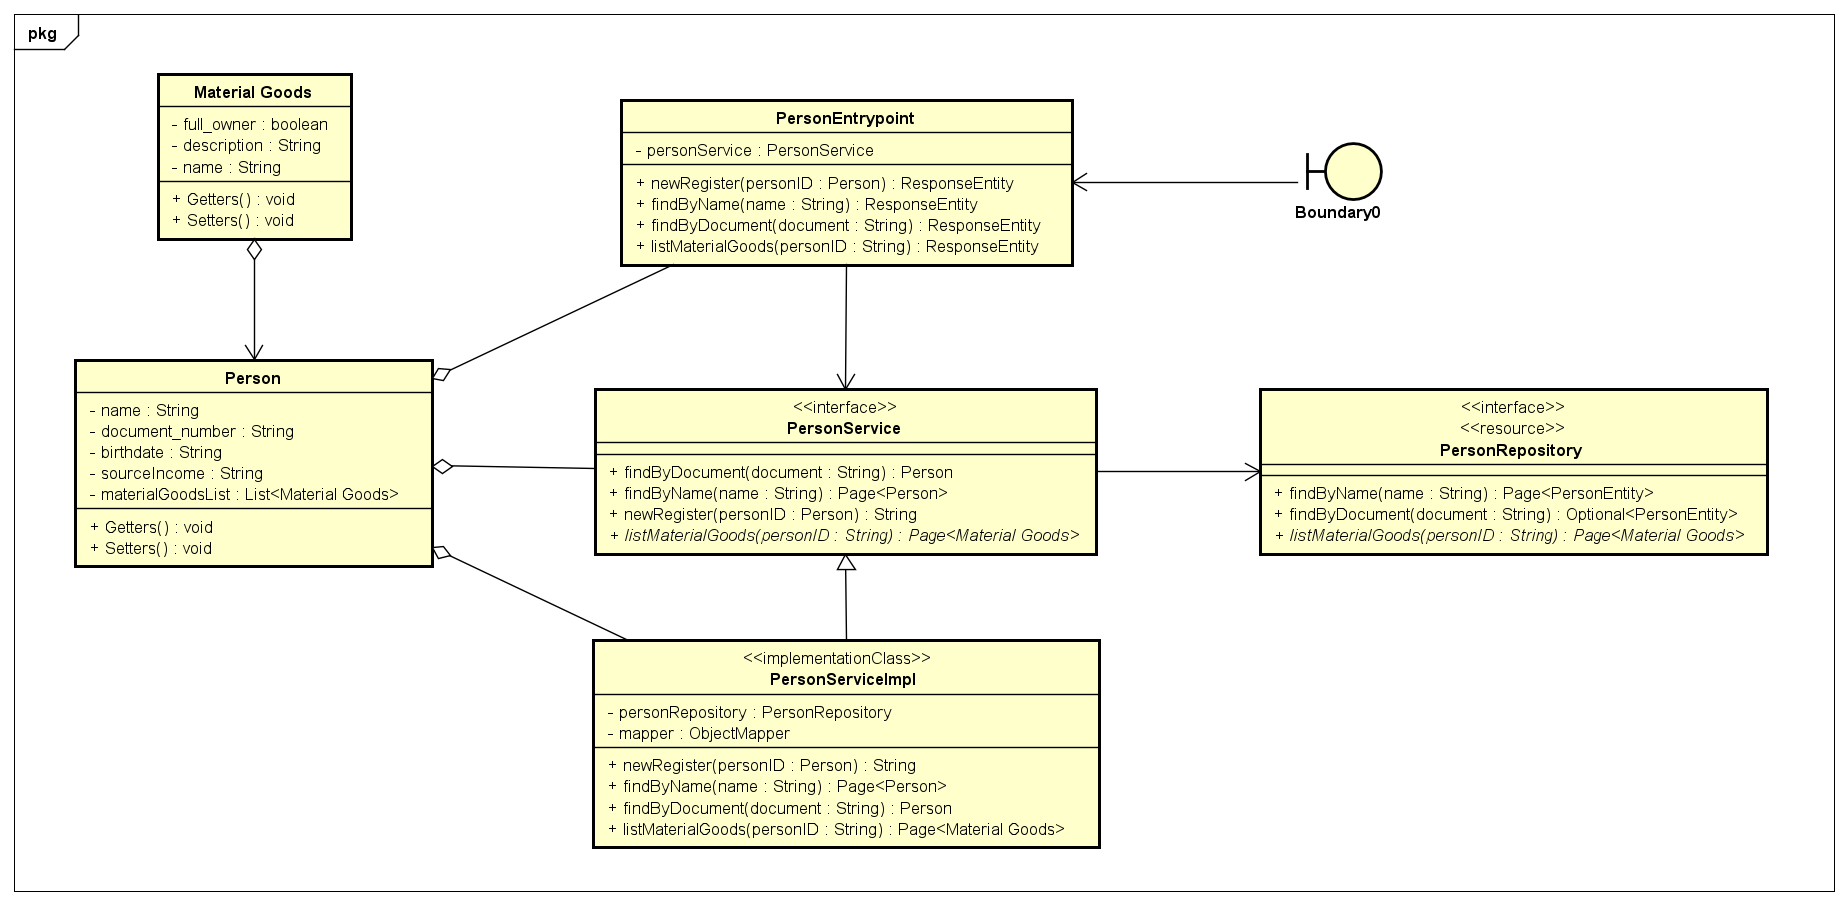 pkg
Material Goods
- full_owner : boolean
- description : String
- name : String
+ Getters() : void
+ Setters() : void
PersonEntrypoint
- personService : PersonService
+ newRegister(personID : Person) : ResponseEntity
+ findByName(name : String) : ResponseEntity
+ findByDocument(document : String) : ResponseEntity
+ listMaterialGoods(personID : String) : ResponseEntity
Boundary0
Person
- name : String
- document_number : String
- birthdate : String
- sourceIncome : String
- materialGoodsList : List<Material Goods>
+ Getters() : void
+ Setters() : void
<<interface>>
PersonService
+ findByDocument(document : String) : Person
+ findByName(name : String) : Page<Person>
+ newRegister(personID : Person) : String
+ listMaterialGoods(personID : String) : Page<Material Goods>
<<interface>>
<<resource>>
PersonRepository
+ findByName(name : String) : Page<PersonEntity>
+ findByDocument(document : String) : Optional<PersonEntity>
+ listMaterialGoods(personID : String) : Page<Material Goods>
<<implementationClass>>
PersonServiceImpl
- personRepository : PersonRepository
- mapper : ObjectMapper
+ newRegister(personID : Person) : String
+ findByName(name : String) : Page<Person>
+ findByDocument(document : String) : Person
+ listMaterialGoods(personID : String) : Page<Material Goods>